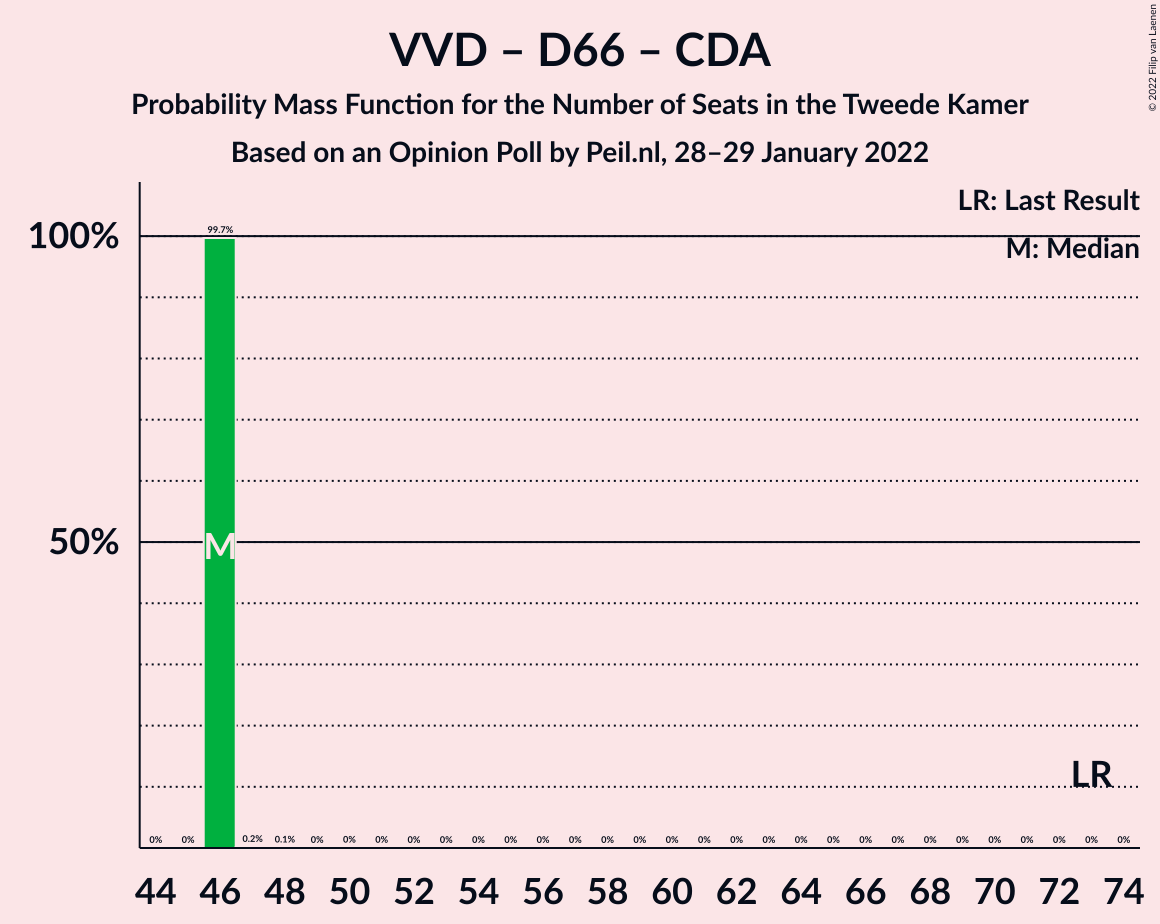 VVD – D66 – CDA
Probability Mass Function for the Number of Seats in the Tweede Kamer
Based on an Opinion Poll by Peil.nl, 28–29 January 2022
© 2022 Filip van Laenen
LR: Last Result
M: Median
100%
50%
99.7%
M
LR
0% 0% 0.2% 0.1% 0% 0% 0% 0% 0% 0% 0% 0% 0% 0% 0% 0% 0% 0% 0% 0% 0% 0% 0% 0% 0% 0% 0% 0% 0% 0%
44 46 48 50 52 54 56 58 60 62 64 66 68 70 72 74